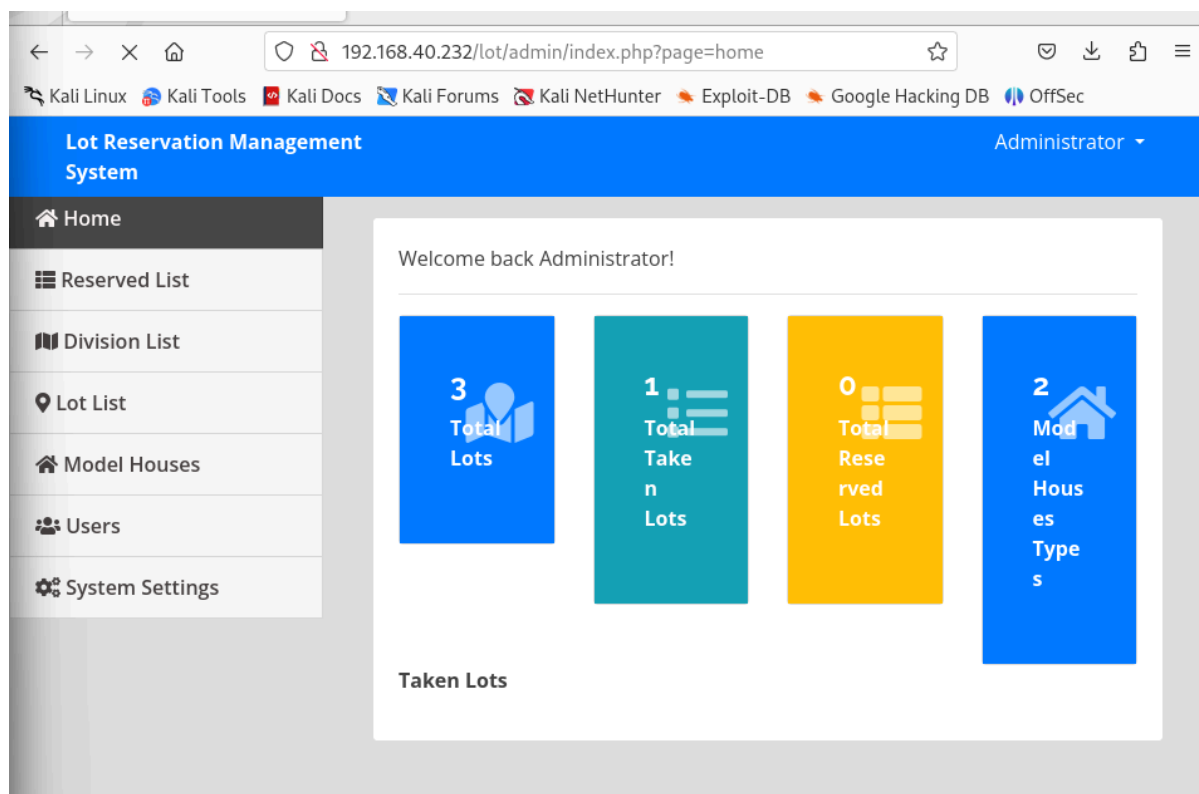 192.168.40.232/lot/admin/index.php?page=home
Kali Linux Kali Tools Kali Docs Kali Forums Kali NetHunter Exploit-DB Google Hacking DB OffSec
Lot Reservation Management
System
Administrator
Home
Reserved List
Division List
Lot List
Model Houses
Users
System Settings
Welcome back Administrator!
3
Total
Lots
1
Total
Take
n
Lots
0
Total
Rese
rved
Lots
2
Mod
el
Hous
es
Type
s
Taken Lots